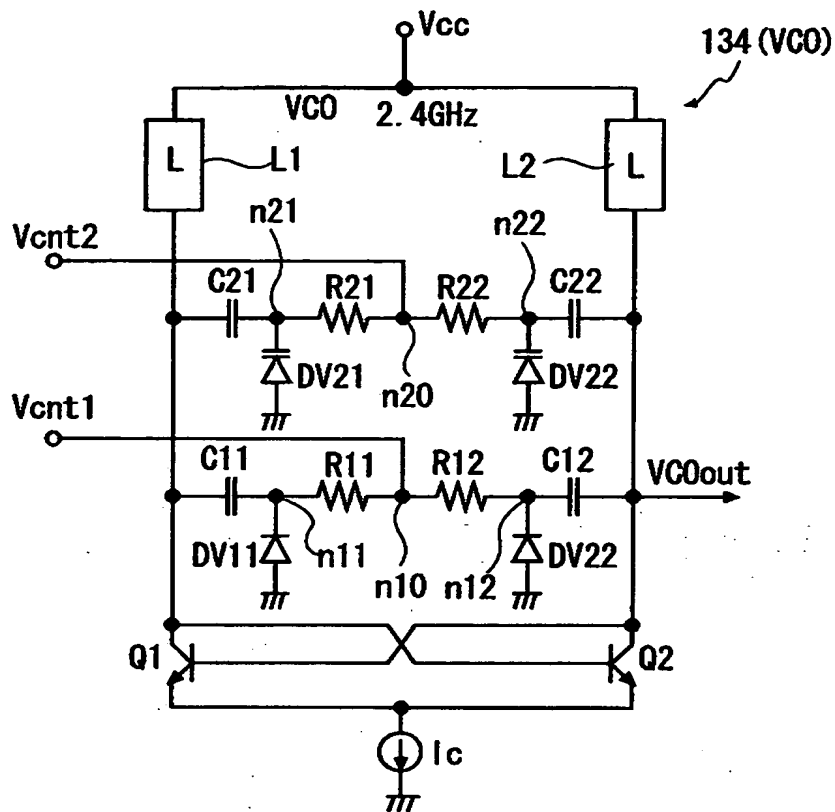 Vcc
134(VCO)
VCO 2.4GHz
L
L1
L2
L
n21
n22
Vcnt2
C21
R21
R22
C22
DV21
n20
DV22
Vcnt1
C11
R11
R12
C12
VCOout
DV11
n11
n10
n12
DV22
Q1
Q2
Ic